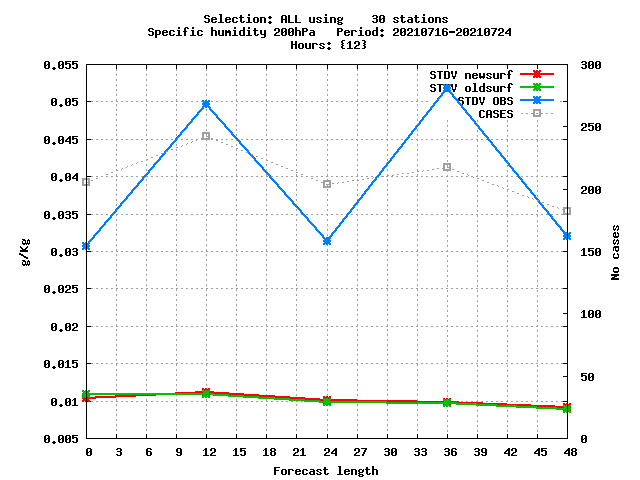 Selection: ALL using 30 stations
Specific humidity 200hPa Period: 20210716-20210724
Hours: {12}
STDV newsurf
STDV oldsurf
STDV OBS
CASES
0.055
0.05
0.045
0.04
0.035
0.03
0.025
0.02
0.015
0.01
0.005
g/Kg
300
250
200
150
100
50
0
No cases
0 3 6 9 12 15 18 21 24 27 30 33 36 39 42 45 48
Forecast length